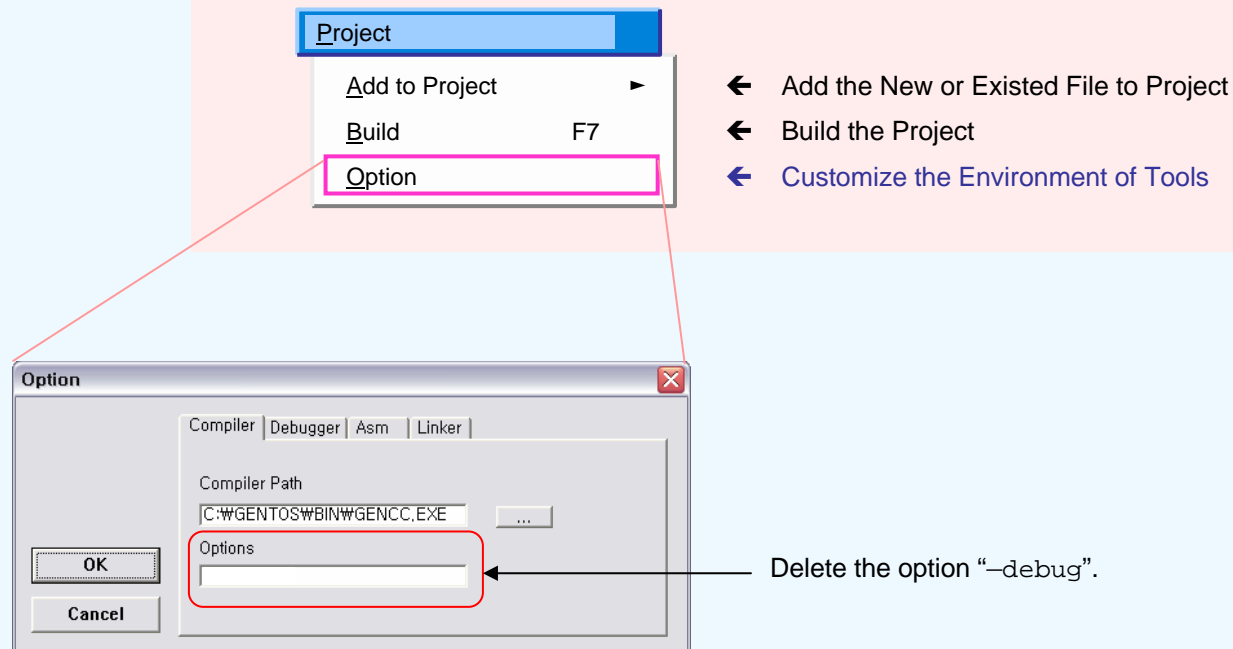 Project
Add to Project ► ← Add the New or Existed File to Project
Build F7 ← Build the Project
Option ← Customize the Environment of Tools
Option
Compiler Debugger Asm Linker
Compiler Path
C:₩GENTOS₩BIN₩GENCC,EXE ...
Options
OK
Delete the option “–debug”.
Cancel